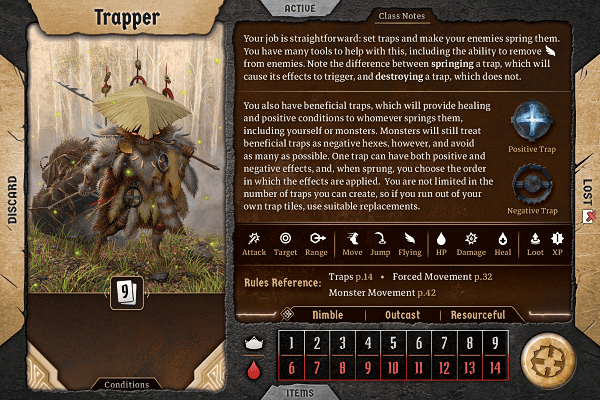 ACTIVE
Trapper
Class Notes
Your job is straightforward: set traps and make your enemies spring them.
You have many tools to help with this, including the ability to remove
from enemies. Note the difference between springing a trap, which will
cause its effects to trigger, and destroying a trap, which does not.
You also have beneficial traps, which will provide healing
and positive conditions to whomever springs them,
including yourself or monsters. Monsters will still treat
beneficial traps as negative hexes, however, and avoid
as many as possible. One trap can have both positive and
negative effects, and, when sprung, you choose the order
in which the effects are applied. You are not limited in the
number of traps you can create, so if you run out of your
own trap tiles, use suitable replacements.
Positive Trap
Negative Trap
DISCARD
LOST
Attack Target Range Move Jump Flying HP Damage Heal Loot XP
Rules Reference: Traps p.14 • Forced Movement p.32
Monster Movement p.42
9
Nimble | Outcast | Resourceful
1 2 3 4 5 6 7 8 9
6 7 8 9 10 11 12 13 14
Conditions
ITEMS